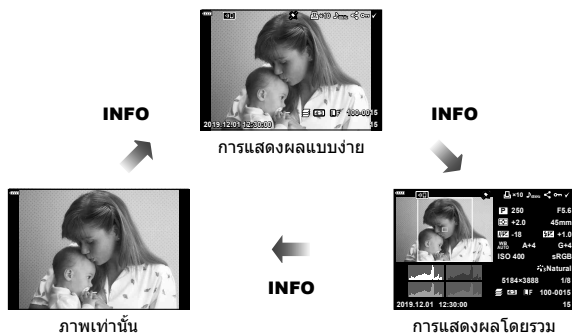 ×10
100-0015
2019.12.01 12:30:00 15
INFO
INFO
การแสดงผลแบบง่าย
×10
P 250 F5.6
+2.0 45mm
-18 +1.0
WB AUTO A+4 G+4
ISO 400 sRGB
Natural
5184×3888 1/8
100-0015
2019.12.01 12:30:00 15
INFO
ภาพเท่านั้น
การแสดงผลโดยรวม